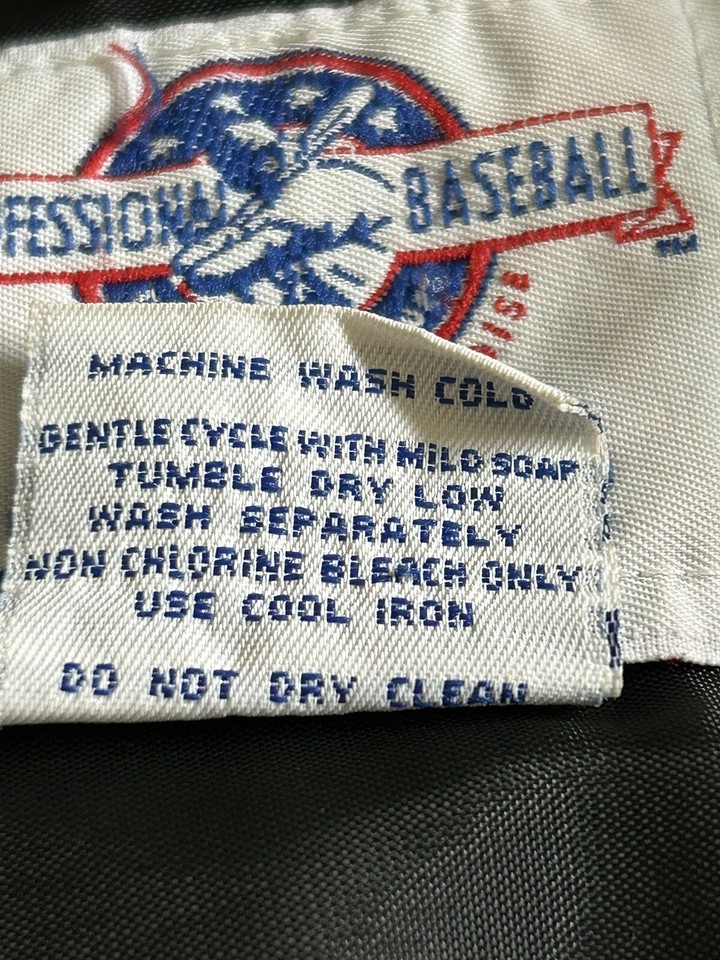 FESSIONAL BASEBALL
TM
MACHINE WASH COLD
GENTLE CYCLE WITH MILD SOAP
TUMBLE DRY LOW
WASH SEPARATELY
NON CHLORINE BLEACH ONLY
USE COOL IRON
DO NOT DRY CLEAN